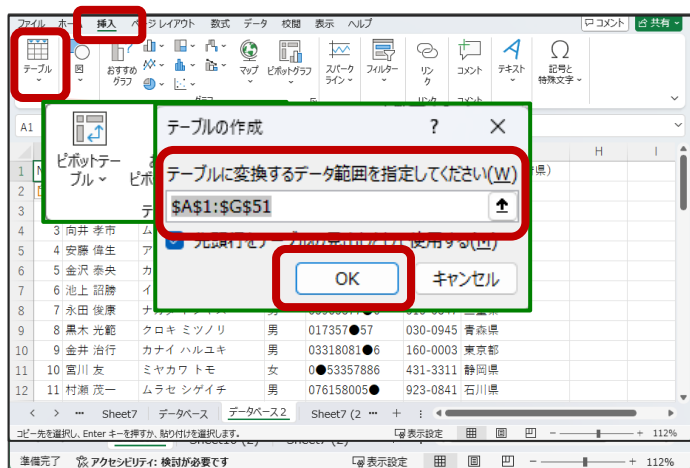 ファイル ホーム 挿入 ページ レイアウト 数式 データ 校閲 表示 ヘルプ コメント 共有
テーブル 図 おすすめ グラフ マップ ピボットグラフ スパーク ライン フィルター リン ク コメント テキスト 記号と 特殊文字
A1
ピボットテー
ブル
テーブルの作成 ? ×
テーブルに変換するデータ範囲を指定してください(W)
$A$1:$G$51
OK キャンセル
H I
1
2
3
4 3 向井 孝市
5 4 安藤 偉生
6 5 金沢 泰央
7 6 池上 詔勝
8 7 永田 俊康
9 8 黒木 光範 クロキ ミツノリ 男 017357●57 030-0945 青森県
10 9 金井 治行 カナイ ハルユキ 男 03318081●6 160-0003 東京都
11 10 宮川 友 ミヤカワ トモ 女 0●53357886 431-3311 静岡県
12 11 村瀬 茂一 ムラセ シゲイチ 男 076158005● 923-0841 石川県
Sheet7 データベース データベース2 Sheet7 (2 ... +
コピー先を選択し、Enter キーを押すか、貼り付けを選択します。 表示設定 112%
準備完了 アクセシビリティ: 検討が必要です 表示設定 112%